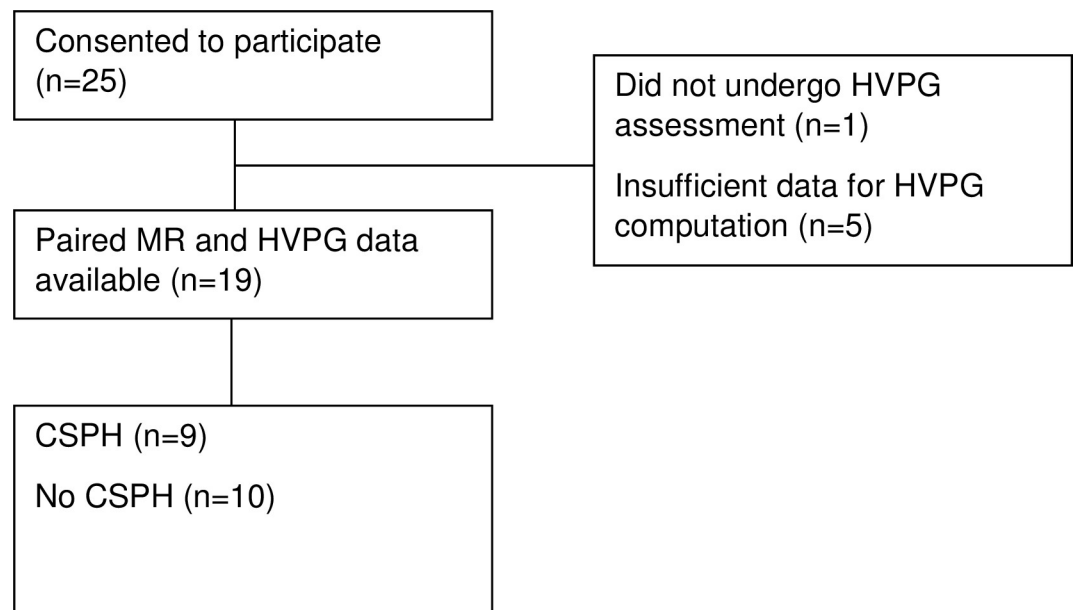 Consented to participate
(n=25)
Did not undergo HVPG
assessment (n=1)
Insufficient data for HVPG
computation (n=5)
Paired MR and HVPG data
available (n=19)
CSPH (n=9)
No CSPH (n=10)